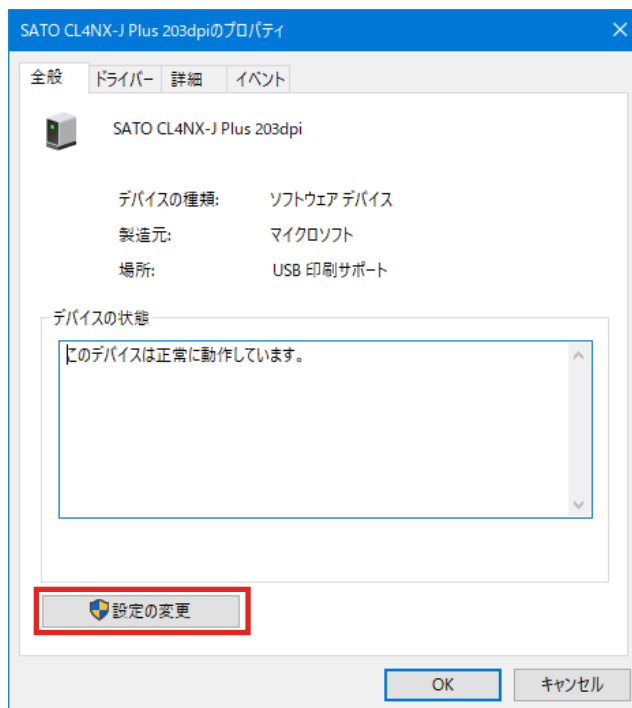 SATO CL4NX-J Plus 203dpiのプロパティ
全般 ドライバー 詳細 イベント
SATO CL4NX-J Plus 203dpi
デバイスの種類: ソフトウェア デバイス
製造元: マイクロソフト
場所: USB 印刷サポート
デバイスの状態
このデバイスは正常に動作しています。
設定の変更
OK キャンセル